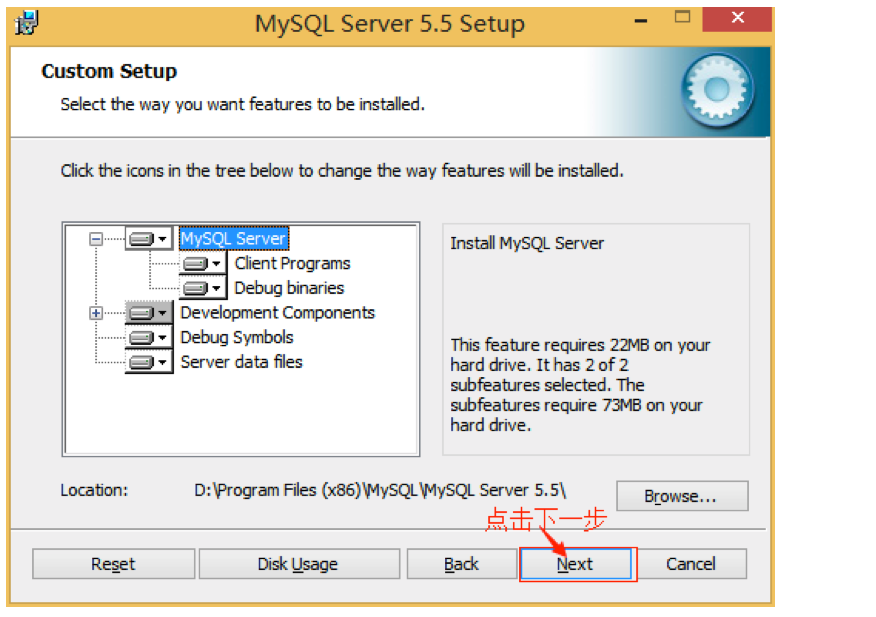 MySQL Server 5.5 Setup
Custom Setup
Select the way you want features to be installed.
Click the icons in the tree below to change the way features will be installed.
MySQL Server
Client Programs
Debug binaries
Development Components
Debug Symbols
Server data files
Install MySQL Server
This feature requires 22MB on your
hard drive. It has 2 of 2
subfeatures selected. The
subfeatures require 73MB on your
hard drive.
Location: D:\Program Files (x86)\MySQL\MySQL Server 5.5\
Browse...
点击下一步
Reset Disk Usage Back Next Cancel